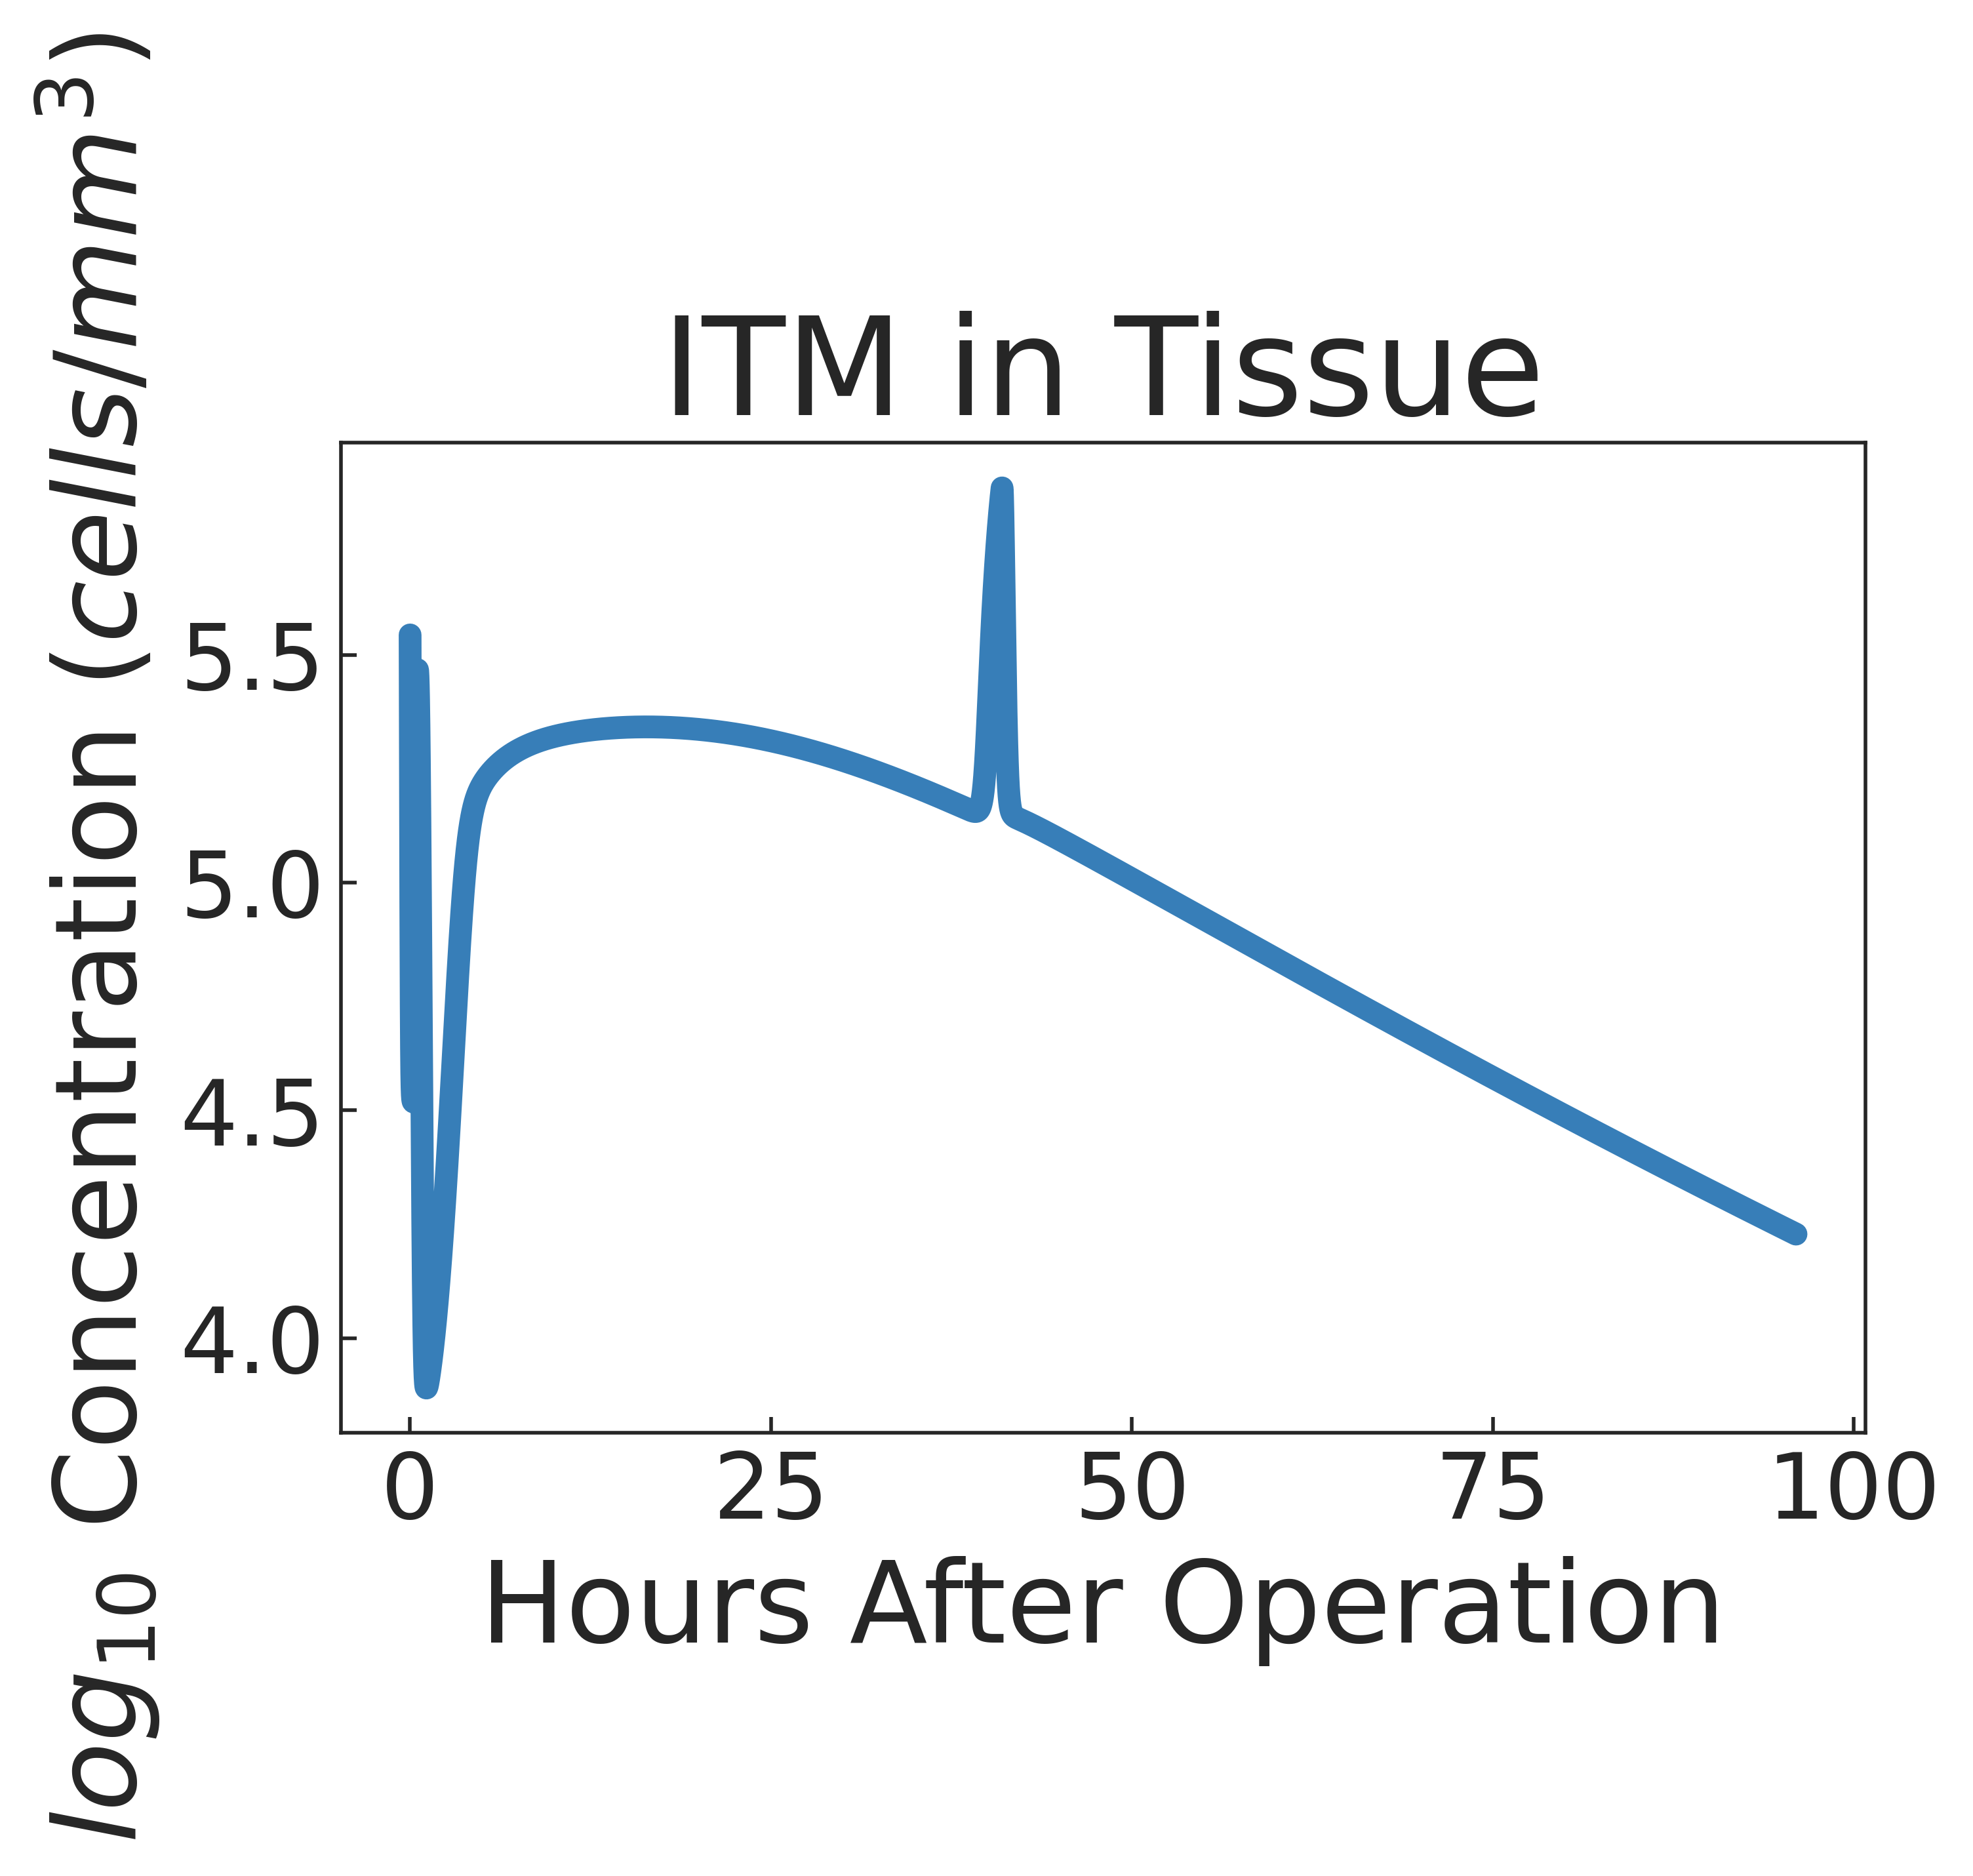 ITM in Tissue
log₁₀ Concentration (cells/mm³)
5.5
5.0
4.5
4.0
0 25 50 75 100
Hours After Operation